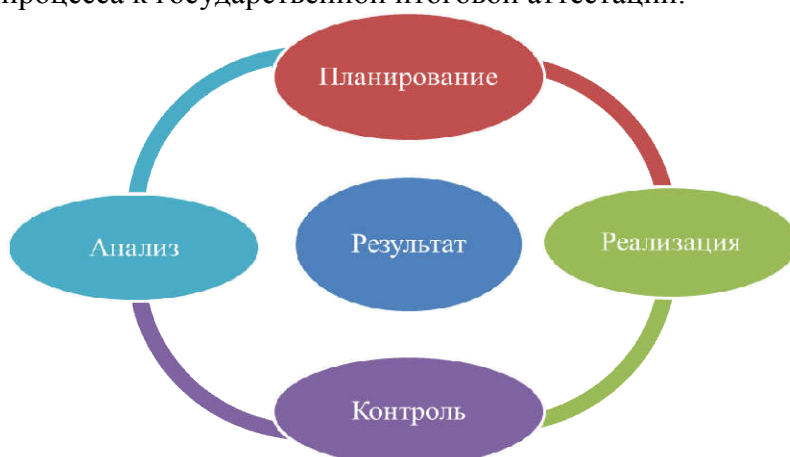 процесса к государственной итоговой аттестации.
Планирование
Анализ
Результат
Реализация
Контроль